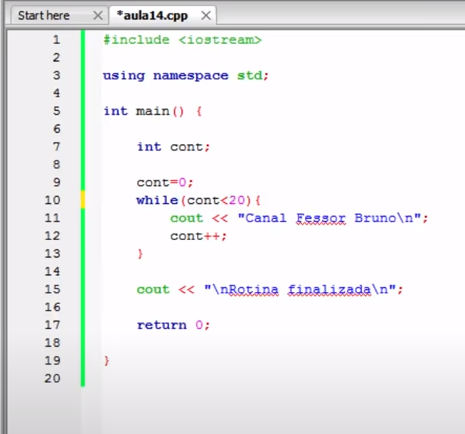 Start here
*aula14.cpp
1 #include <iostream>
2
3 using namespace std;
4
5 int main() {
6
7 int cont;
8
9 cont=0;
10 while(cont<20){
11 cout << "Canal Fessor Bruno\n";
12 cont++;
13 }
14
15 cout << "\nRotina finalizada\n";
16
17 return 0;
18
19 }
20